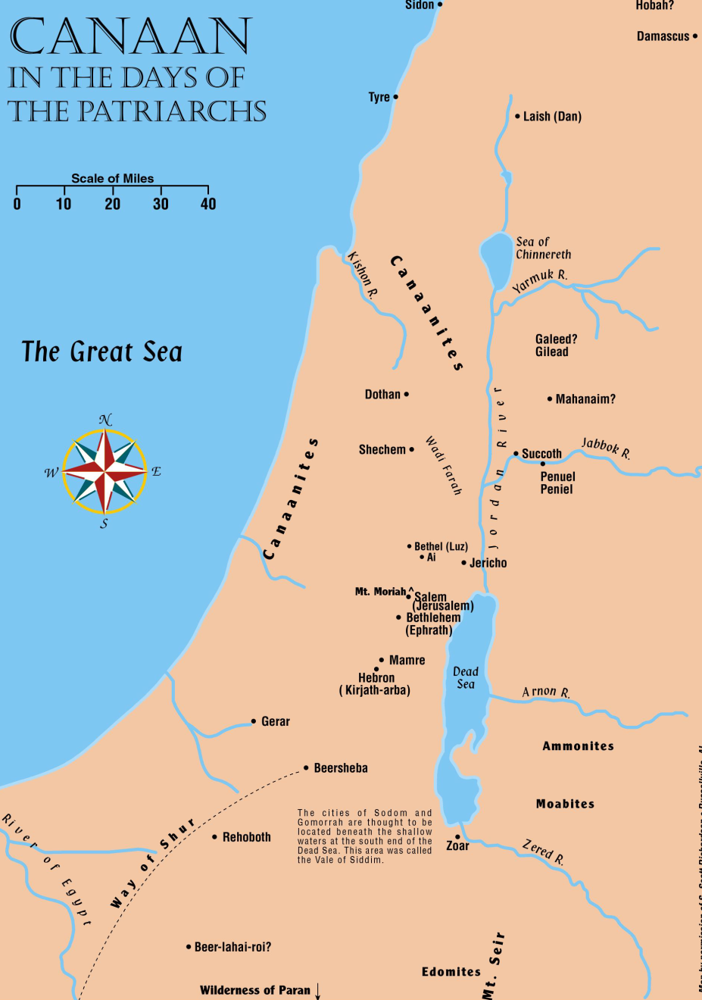 CANAAN
IN THE DAYS OF
THE PATRIARCHS
Scale of Miles
0 10 20 30 40
Sidon
Hobah?
Damascus
Tyre
Laish (Dan)
Sea of
Chinnereth
Kishon R.
Canaanites
Yarmuk R.
The Great Sea
Galeed?
Gilead
N
W
E
S
Dothan
Mahanaim?
Jordan River
Shechem
Wadi Farah
Succoth
Jabbok R.
Penuel
Peniel
Canaanites
Bethel (Luz)
Ai
Jericho
Mt. Moriah ^
Salem
(Jerusalem)
Bethlehem
(Ephrath)
Mamre
Hebron
( Kirjath-arba)
Dead
Sea
Arnon R.
Gerar
Ammonites
Beersheba
Moabites
The cities of Sodom and
Gomorrah are thought to be
located beneath the shallow
waters at the south end of the
Dead Sea. This area was called
the Vale of Siddim.
River of Egypt
Way of Shur
Rehoboth
Zoar
Zered R.
Beer-lahai-roi?
Edomites
Mt. Seir
Wilderness of Paran